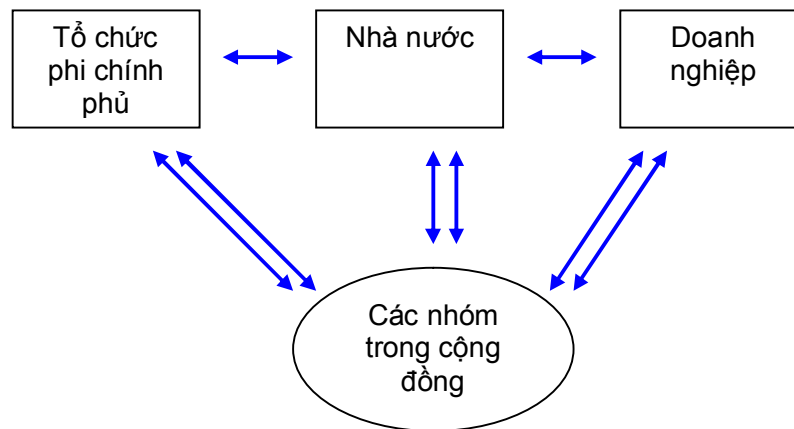 Tổ chức
phi chính
phủ
Nhà nước
Doanh
nghiệp
Các nhóm
trong cộng
đồng